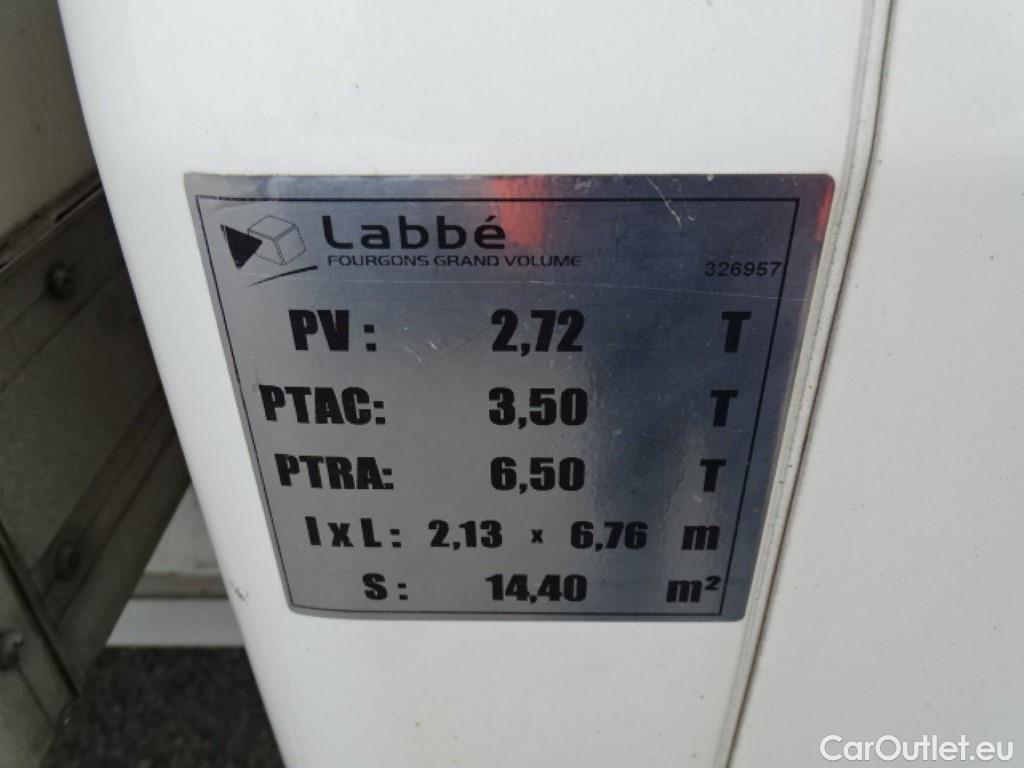 Labbé
FOURGONS GRAND VOLUME
326957
PV: 2,72 T
PTAC: 3,50 T
PTRA: 6,50 T
l x L: 2,13 x 6,76 m
S: 14,40 m²
CarOutlet.eu